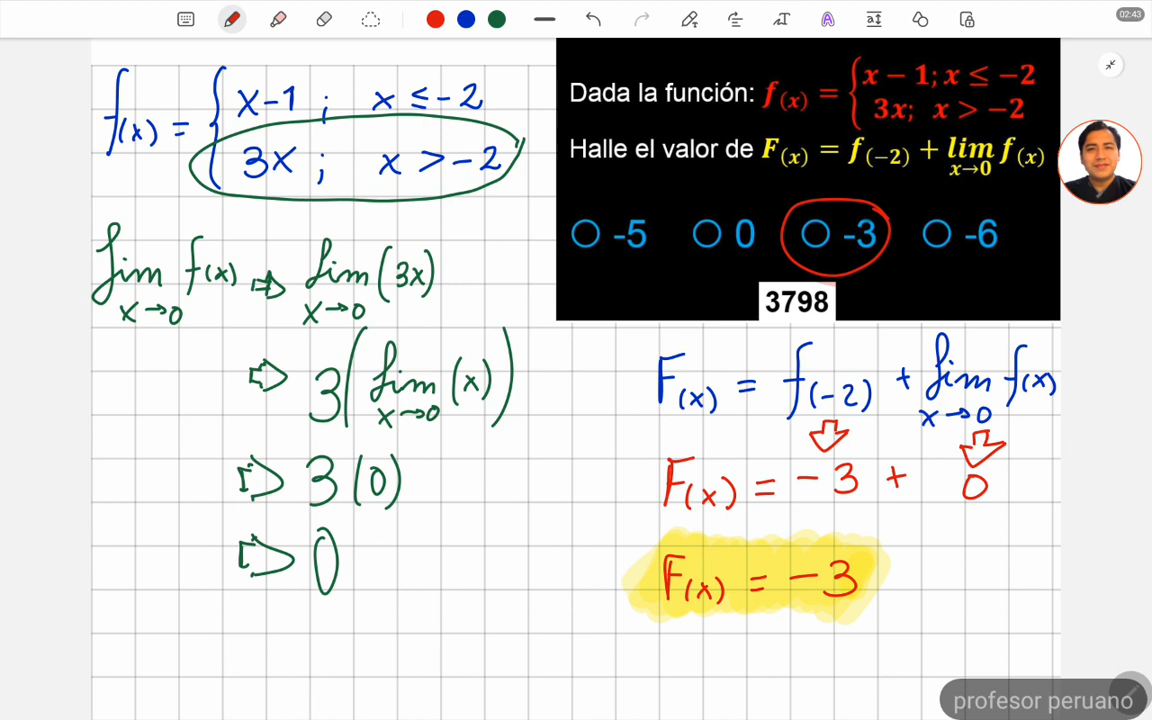 02:43
f(x) = { x-1 ; x ≤ -2
3x ; x > -2
Dada la función: f(x) = { x − 1; x ≤ −2
3x; x > −2
Halle el valor de F(x) = f(−2) + lim x→0 f(x)
-5 0 -3 -6
3798
lim x→0 f(x) ⇒ lim x→0 (3x)
⇨ 3(lim x→0 (x))
⇨ 3(0)
⇨ 0
F(x) = f(-2) + lim x→0 f(x)
F(x) = -3 + 0
F(x) = -3
profesor peruano